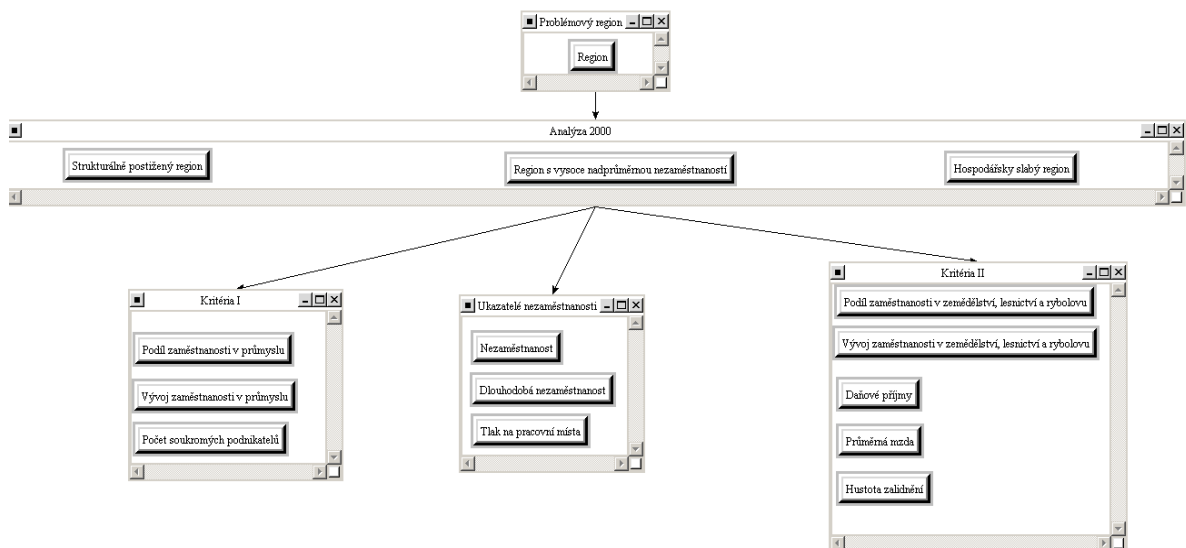 Problémový region
Region
Analýza 2000
Strukturálně postižený region
Region s vysoce nadprůměrnou nezaměstnaností
Hospodářsky slabý region
Kritéria I
Podíl zaměstnanosti v průmyslu
Vývoj zaměstnanosti v průmyslu
Počet soukromých podnikatelů
Ukazatelé nezaměstnanosti
Nezaměstnanost
Dlouhodobá nezaměstnanost
Tlak na pracovní místa
Kritéria II
Podíl zaměstnanosti v zemědělství, lesnictví a rybolovu
Vývoj zaměstnanosti v zemědělství, lesnictví a rybolovu
Daňové příjmy
Průměrná mzda
Hustota zalidnění